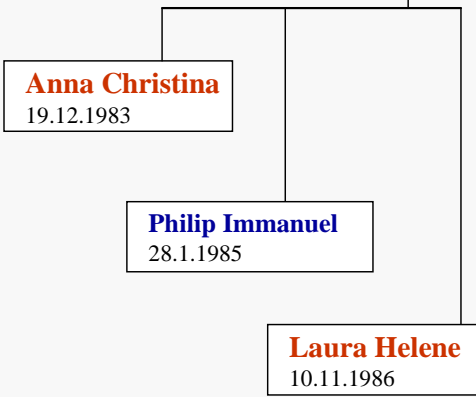 Anna Christina
19.12.1983
Philip Immanuel
28.1.1985
Laura Helene
10.11.1986